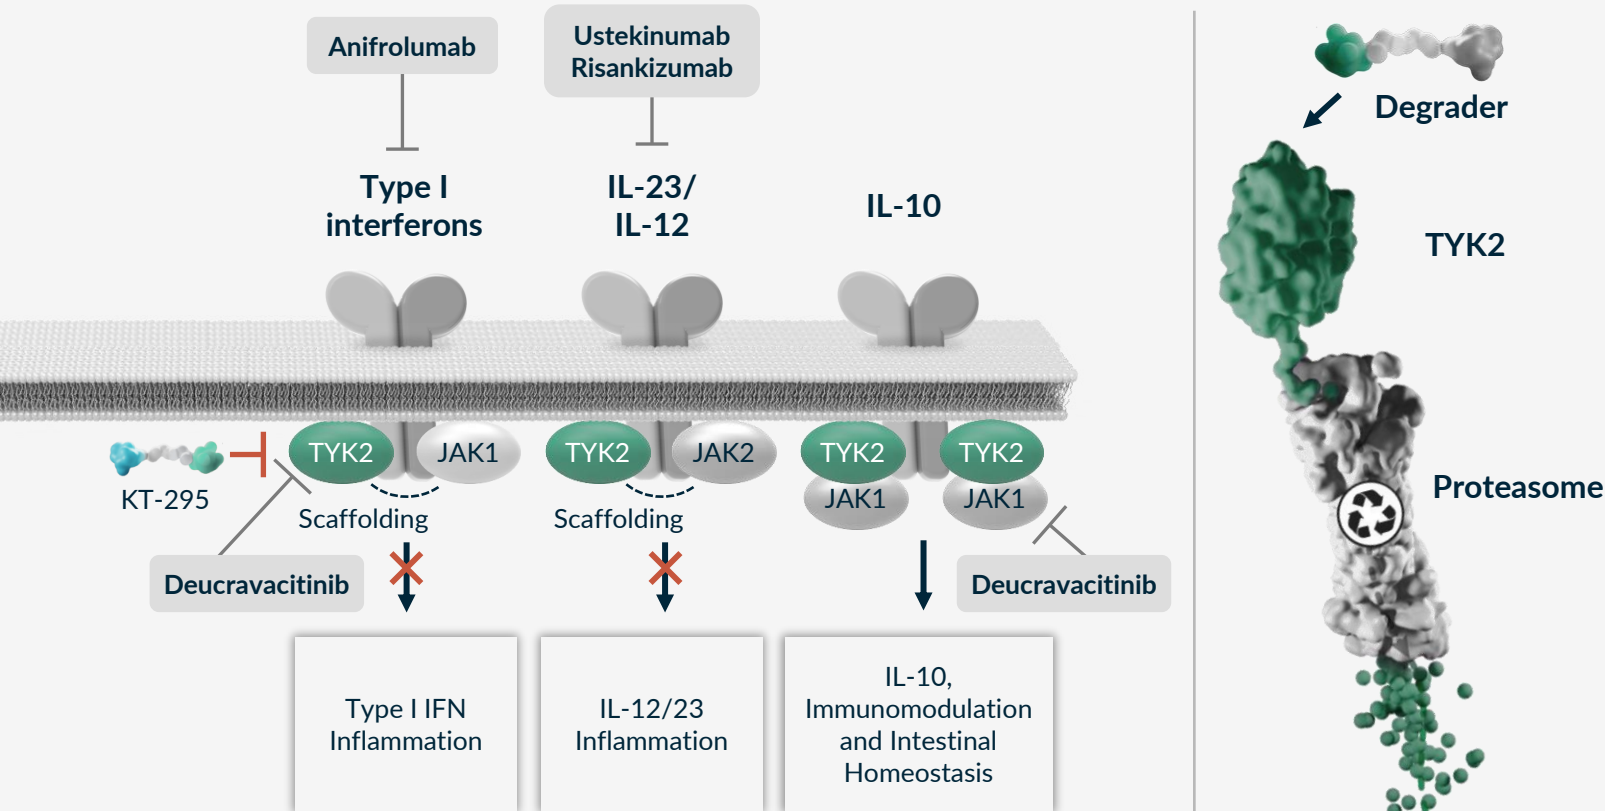 Anifrolumab
Ustekinumab
Risankizumab
Type I
interferons
IL-23/
IL-12
IL-10
TYK2
JAK1
TYK2
JAK2
TYK2
TYK2
JAK1
JAK1
KT-295
Scaffolding
Scaffolding
Deucravacitinib
Deucravacitinib
Type I IFN
Inflammation
IL-12/23
Inflammation
IL-10,
Immunomodulation
and Intestinal
Homeostasis
Degrader
TYK2
Proteasome